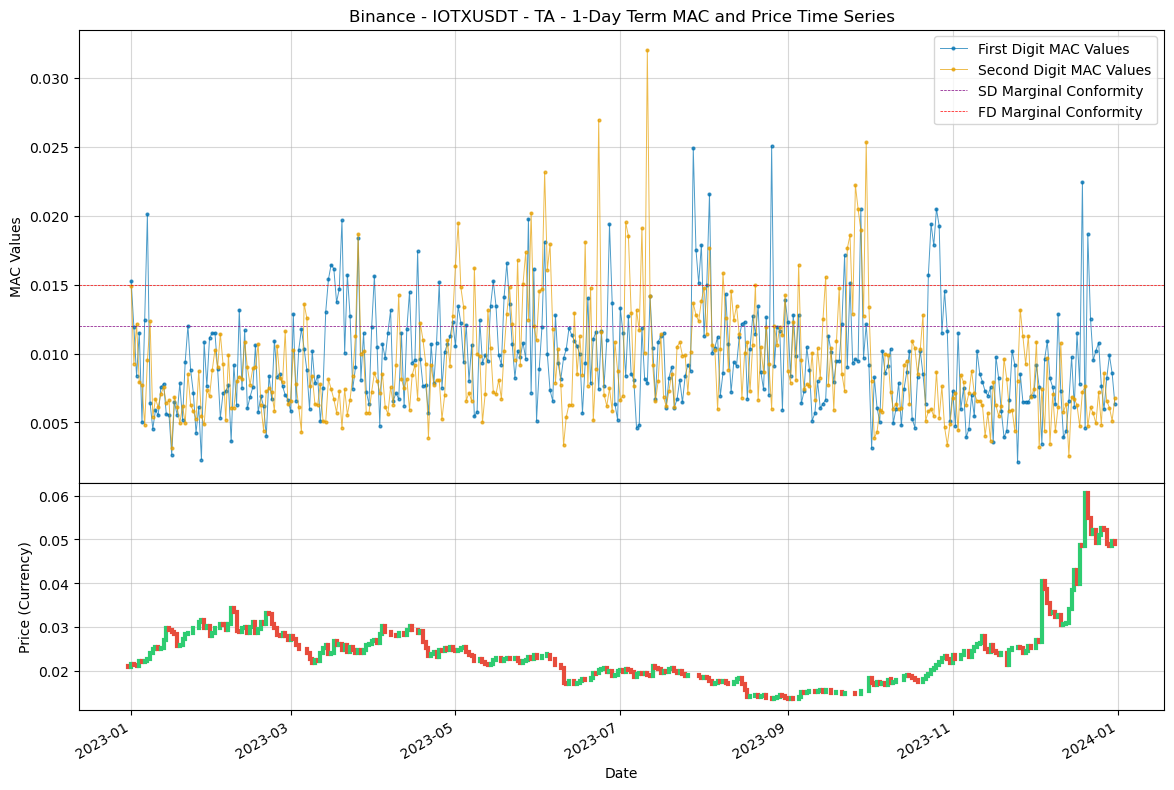 Binance - IOTXUSDT - TA - 1-Day Term MAC and Price Time Series
First Digit MAC Values
Second Digit MAC Values
SD Marginal Conformity
FD Marginal Conformity
MAC Values
0.030
0.025
0.020
0.015
0.010
0.005
Price (Currency)
0.06
0.05
0.04
0.03
0.02
2023-01
2023-03
2023-05
2023-07
2023-09
2023-11
2024-01
Date